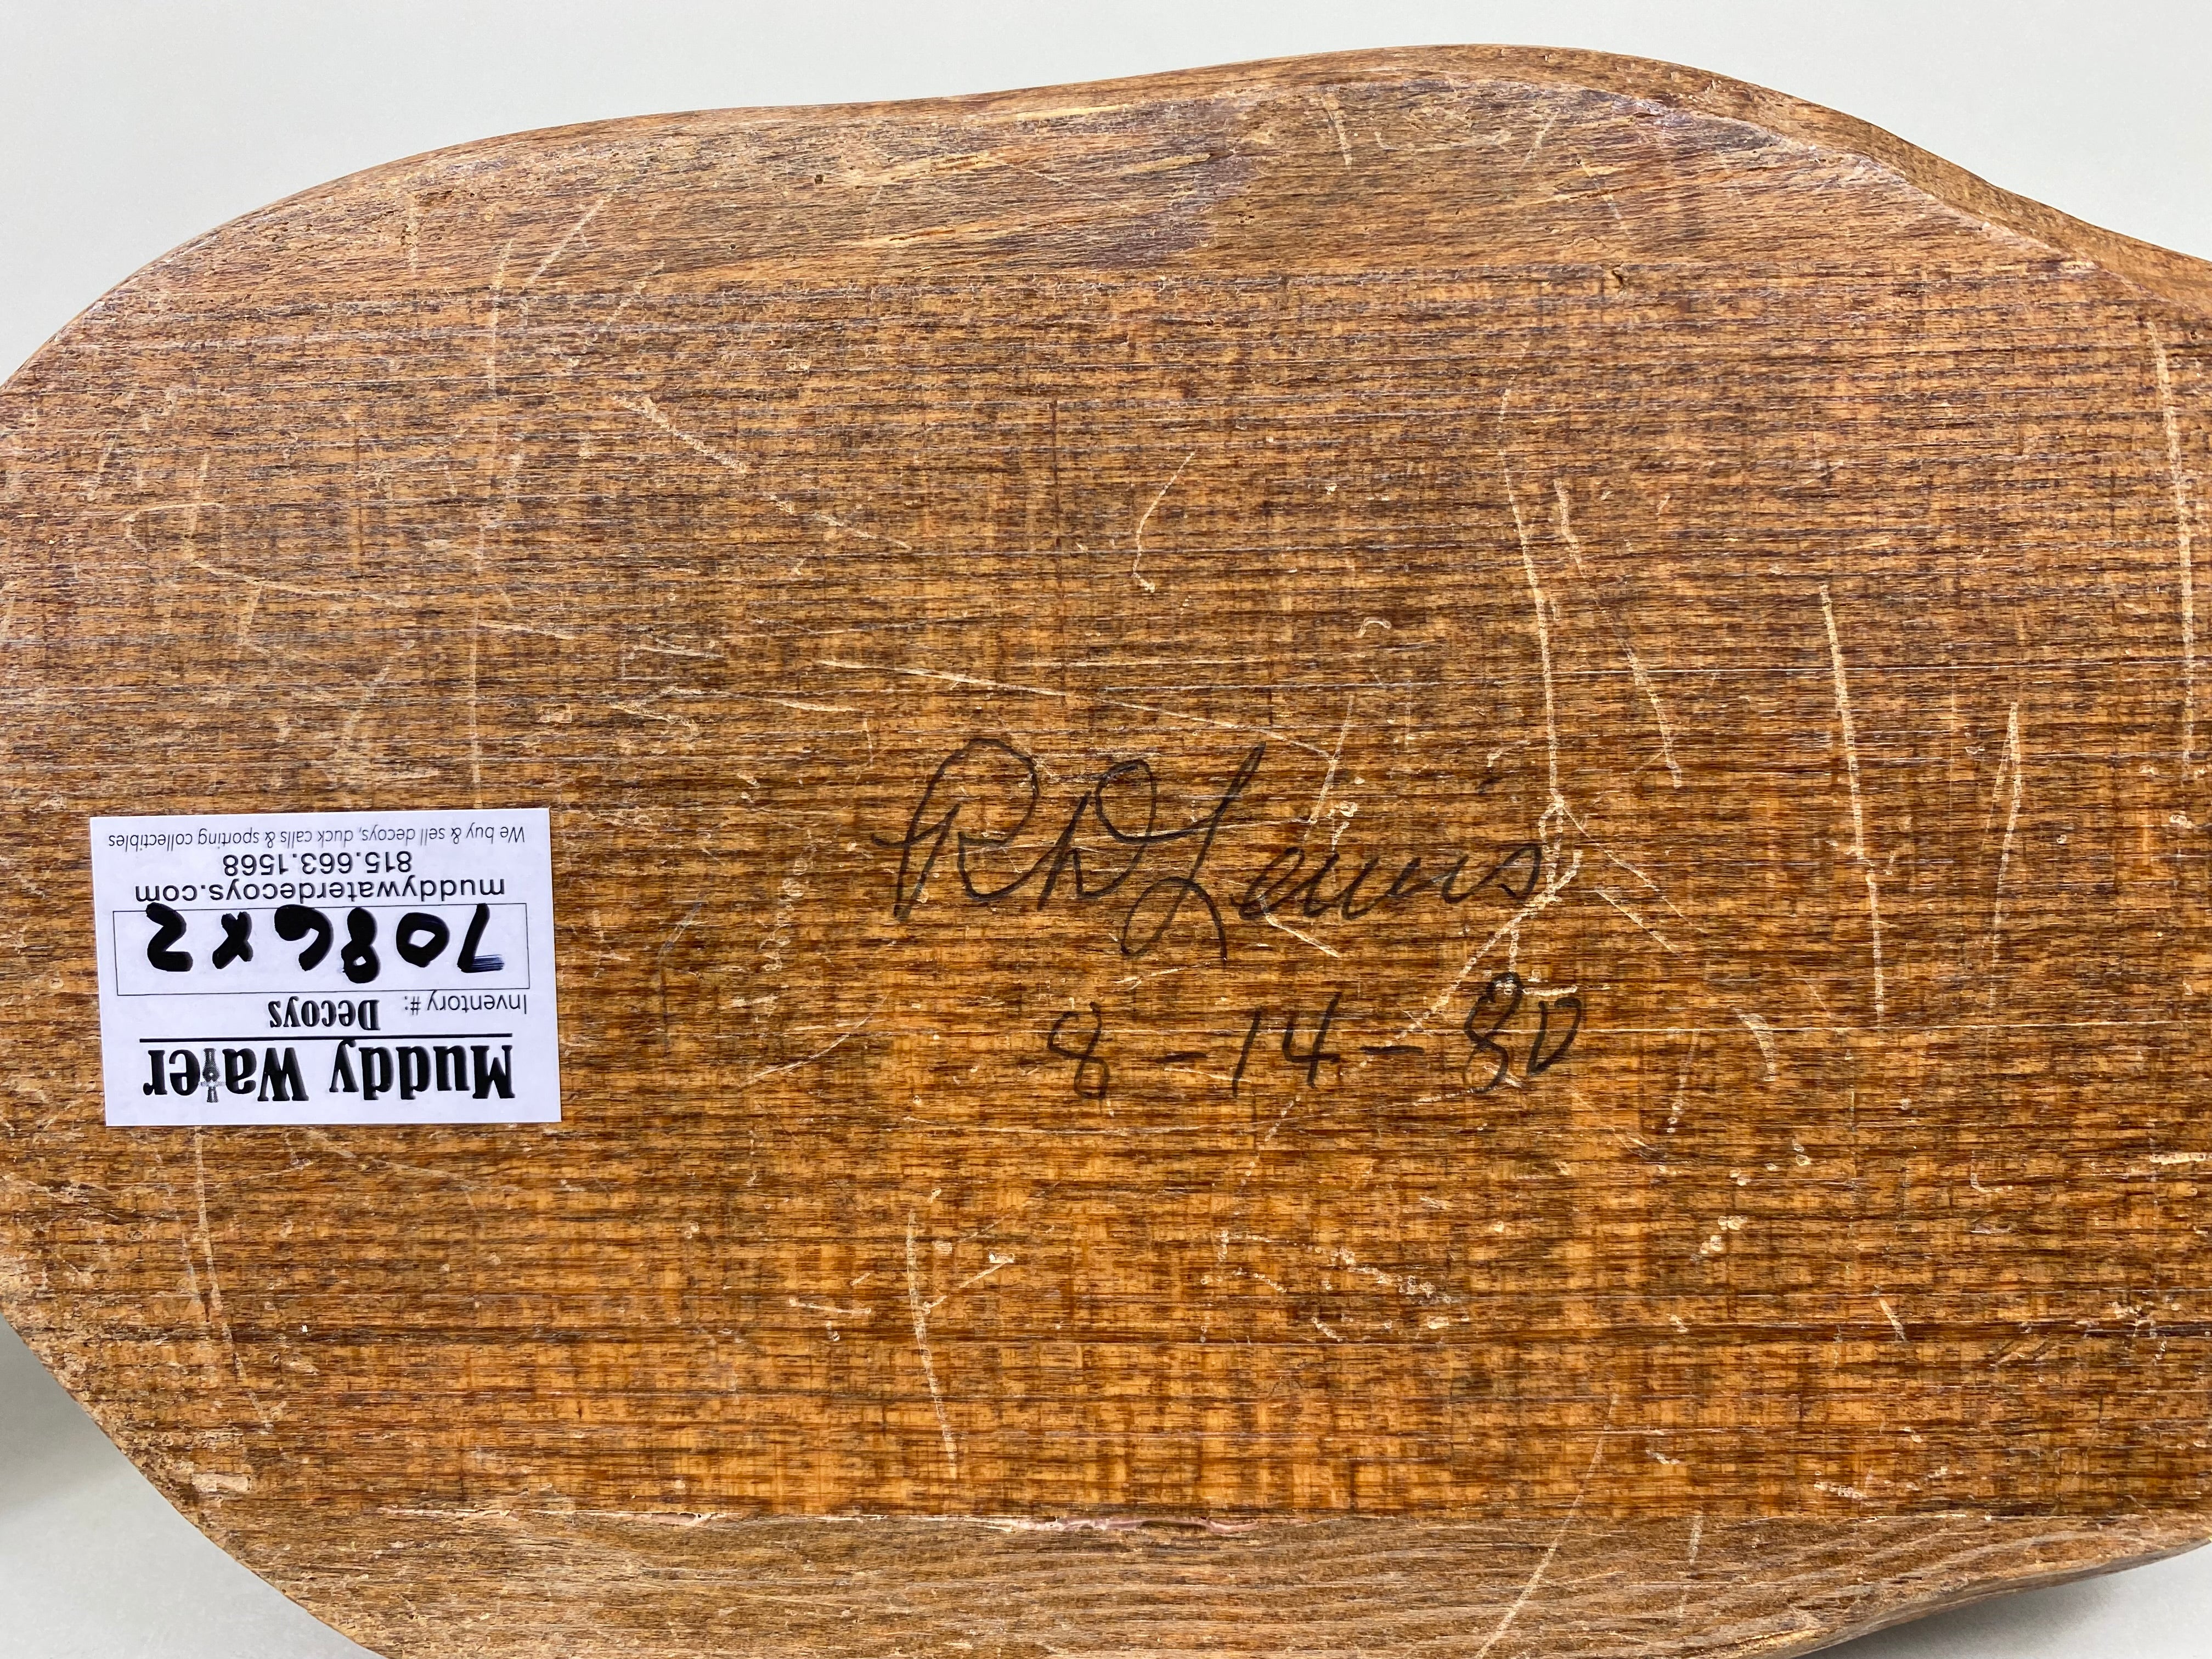 R D Lewis
8-14-80
Muddy Water
Decoys
Inventory #:
7086x2
muddywaterdecoys.com
815.663.1568
We buy & sell decoys, duck calls & sporting collectibles